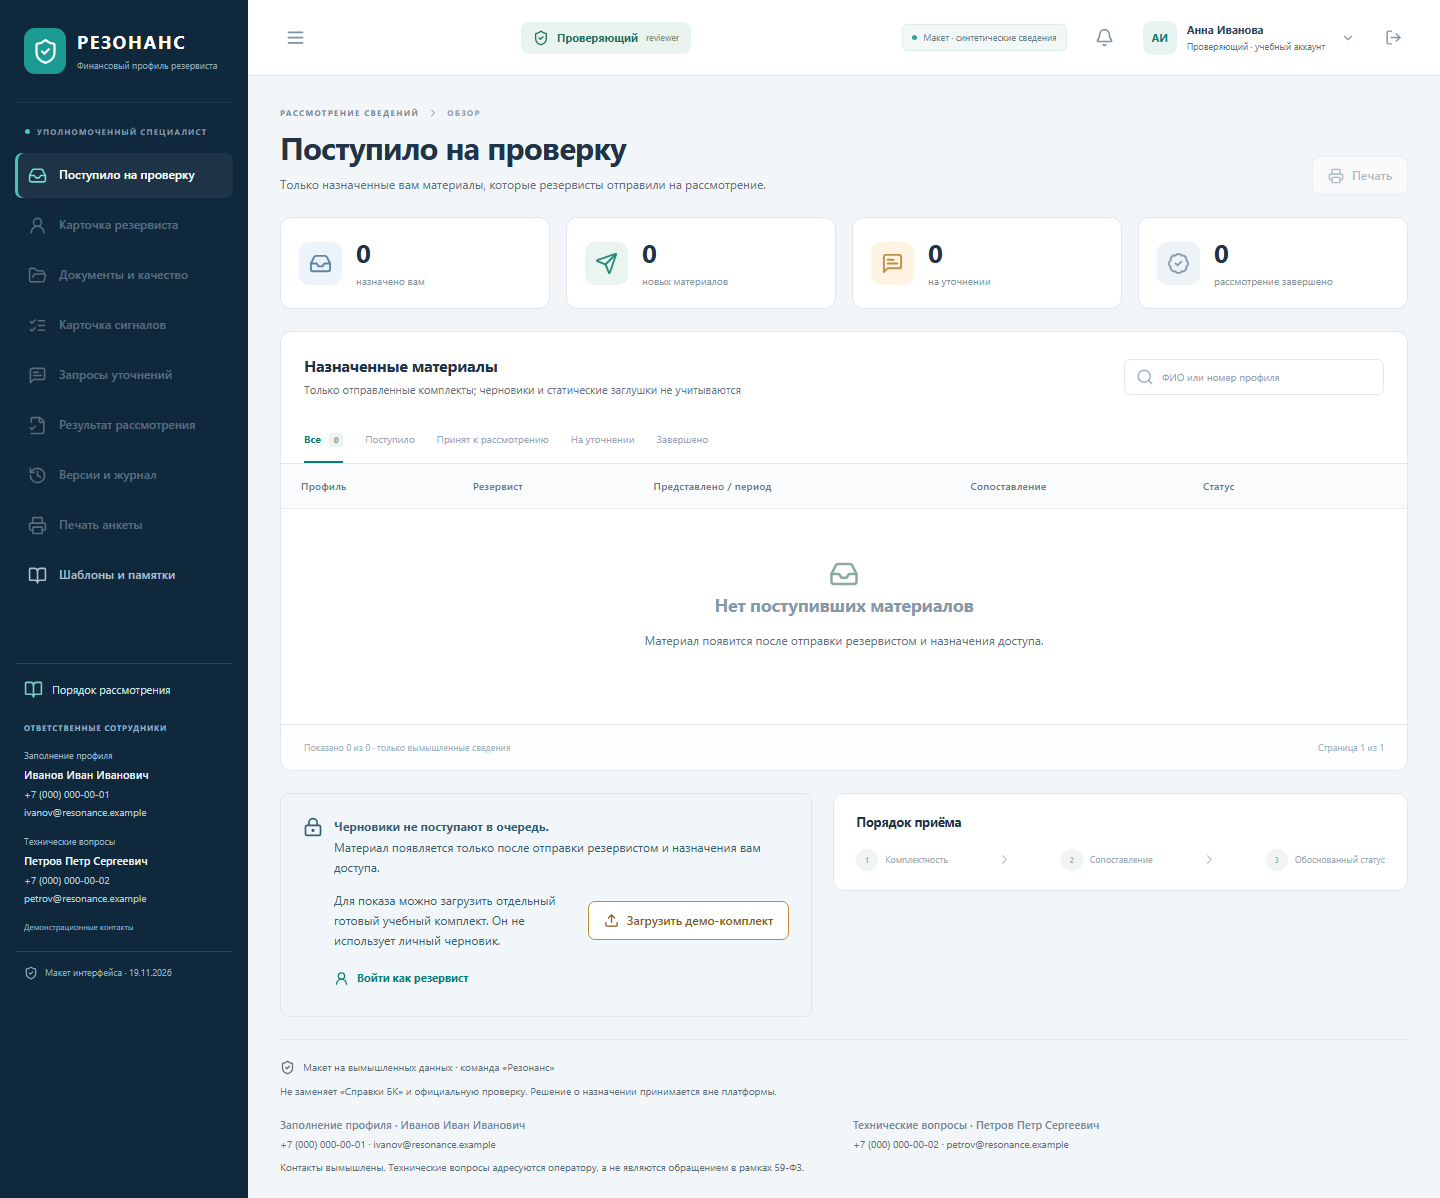 РЕЗОНАНС
Финансовый профиль резервиста
УПОЛНОМОЧЕННЫЙ СПЕЦИАЛИСТ
Поступило на проверку
Карточка резервиста
Документы и качество
Карточка сигналов
Запросы уточнений
Результат рассмотрения
Версии и журнал
Печать анкеты
Шаблоны и памятки
Порядок рассмотрения
ОТВЕТСТВЕННЫЕ СОТРУДНИКИ
Заполнение профиля
Иванов Иван Иванович
+7 (000) 000-00-01
ivanov@resonance.example
Технические вопросы
Петров Петр Сергеевич
+7 (000) 000-00-02
petrov@resonance.example
Демонстрационные контакты
Макет интерфейса · 19.11.2026
Проверяющий reviewer
Макет · синтетические сведения
АИ
Анна Иванова
Проверяющий · учебный аккаунт
РАССМОТРЕНИЕ СВЕДЕНИЙ > ОБЗОР
Поступило на проверку
Только назначенные вам материалы, которые резервисты отправили на рассмотрение.
Печать
0
назначено вам
0
новых материалов
0
на уточнении
0
рассмотрение завершено
Назначенные материалы
Только отправленные комплекты; черновики и статические заглушки не учитываются
ФИО или номер профиля
Все 0 Поступило Принят к рассмотрению На уточнении Завершено
Профиль Резервист Представлено / период Сопоставление Статус
Нет поступивших материалов
Материал появится после отправки резервистом и назначения доступа.
Показано 0 из 0 · только вымышленные сведения
Страница 1 из 1
Черновики не поступают в очередь.
Материал появляется только после отправки резервистом и назначения вам
доступа.
Для показа можно загрузить отдельный
готовый учебный комплект. Он не
использует личный черновик.
Загрузить демо-комплект
Войти как резервист
Порядок приёма
1 Комплектность > 2 Сопоставление > 3 Обоснованный статус
Макет на вымышленных данных · команда «Резонанс»
Не заменяет «Справки БК» и официальную проверку. Решение о назначении принимается вне платформы.
Заполнение профиля · Иванов Иван Иванович
+7 (000) 000-00-01 · ivanov@resonance.example
Технические вопросы · Петров Петр Сергеевич
+7 (000) 000-00-02 · petrov@resonance.example
Контакты вымышлены. Технические вопросы адресуются оператору, а не являются обращением в рамках 59-ФЗ.